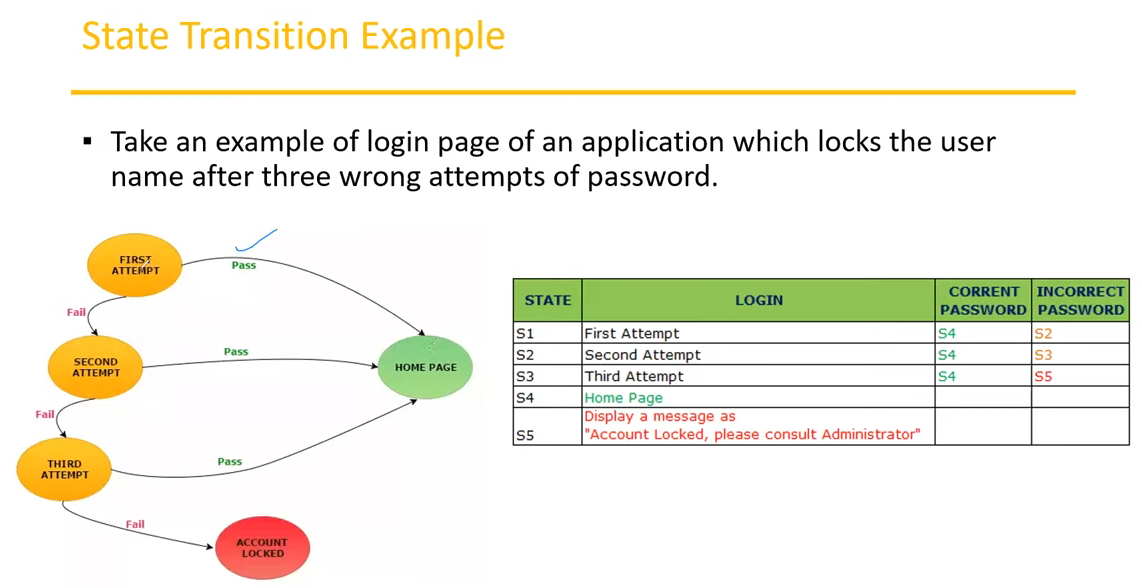 State Transition Example
▪ Take an example of login page of an application which locks the user
name after three wrong attempts of password.
FIRST
ATTEMPT
Pass
Fail
SECOND
ATTEMPT
Pass
HOME PAGE
Fail
THIRD
ATTEMPT
Pass
Fail
ACCOUNT
LOCKED
STATE LOGIN CORRENT PASSWORD INCORRECT PASSWORD
S1 First Attempt S4 S2
S2 Second Attempt S4 S3
S3 Third Attempt S4 S5
S4 Home Page
S5 Display a message as
"Account Locked, please consult Administrator"